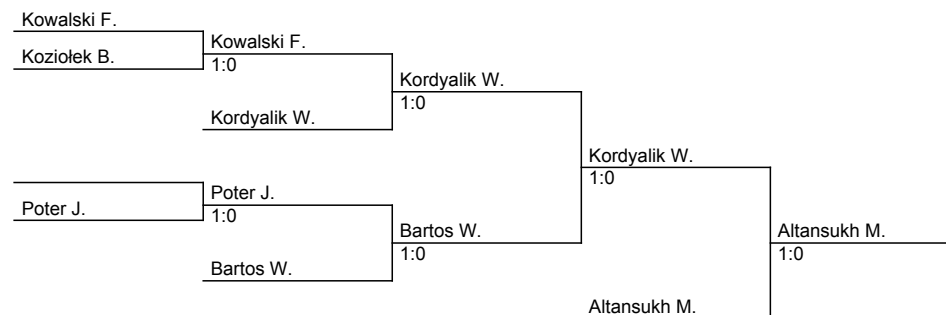 Kowalski F.
Koziołek B.
Kowalski F.
1:0
Kordyalik W.
Kordyalik W.
1:0
Poter J.
Poter J.
1:0
Bartos W.
Bartos W.
1:0
Kordyalik W.
1:0
Altansukh M.
Altansukh M.
1:0